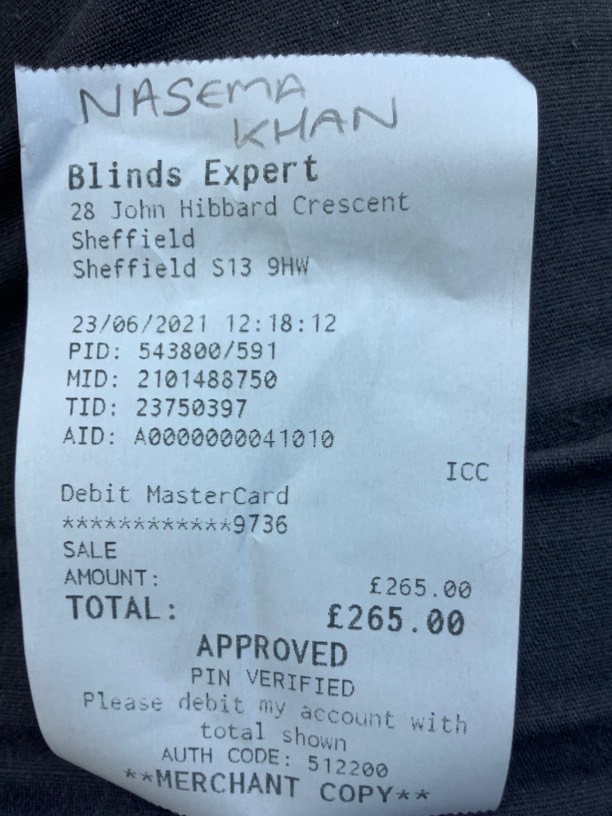 NASEMA
KHAN
Blinds Expert
28 John Hibbard Crescent
Sheffield
Sheffield S13 9HW
23/06/2021 12:18:12
PID: 543800/591
MID: 2101488750
TID: 23750397
AID: A0000000041010
ICC
Debit MasterCard
************9736
SALE
AMOUNT: £265.00
TOTAL: £265.00
APPROVED
PIN VERIFIED
Please debit my account with
total shown
AUTH CODE: 512200
**MERCHANT COPY**